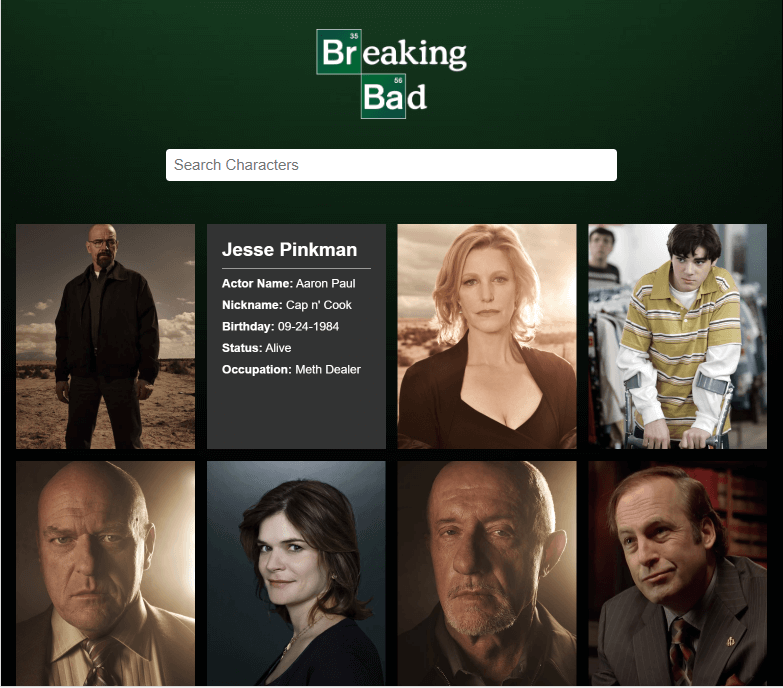 35
Breaking
56
Bad
Search Characters
Jesse Pinkman
Actor Name: Aaron Paul
Nickname: Cap n' Cook
Birthday: 09-24-1984
Status: Alive
Occupation: Meth Dealer